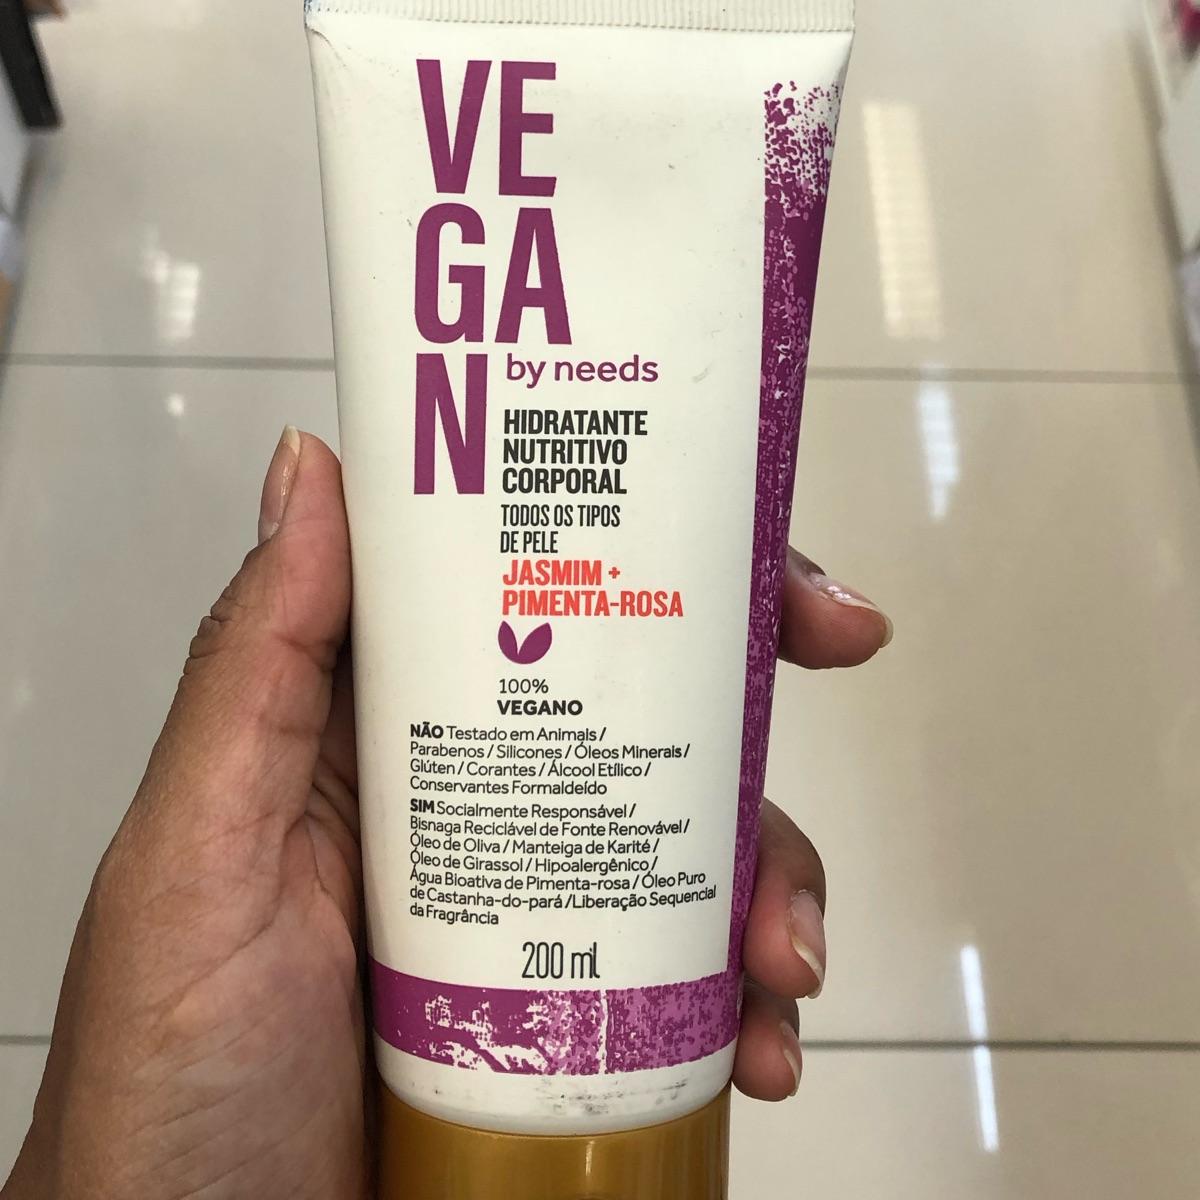 VE
GA
N
by needs
HIDRATANTE
NUTRITIVO
CORPORAL
TODOS OS TIPOS
DE PELE
JASMIM +
PIMENTA-ROSA
100%
VEGANO
NÃO Testado em Animais /
Parabenos / Silicones / Óleos Minerais /
Glúten / Corantes / Álcool Etílico /
Conservantes Formaldeído
SIM Socialmente Responsável /
Bisnaga Reciclável de Fonte Renovável /
Óleo de Oliva / Manteiga de Karité /
Óleo de Girassol / Hipoalergênico /
Água Bioativa de Pimenta-rosa / Óleo Puro
de Castanha-do-pará /Liberação Sequencial
da Fragrância
200 ml